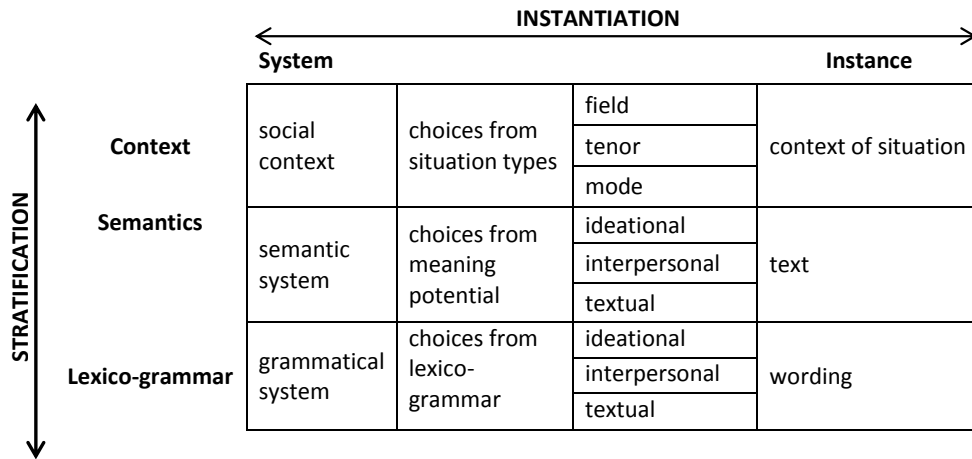 INSTANTIATION
System
Instance
STRATIFICATION
Context
social
context
choices from
situation types
field
tenor
mode
context of situation
Semantics
semantic
system
choices from
meaning
potential
ideational
interpersonal
textual
text
Lexico-grammar
grammatical
system
choices from
lexico-
grammar
ideational
interpersonal
textual
wording